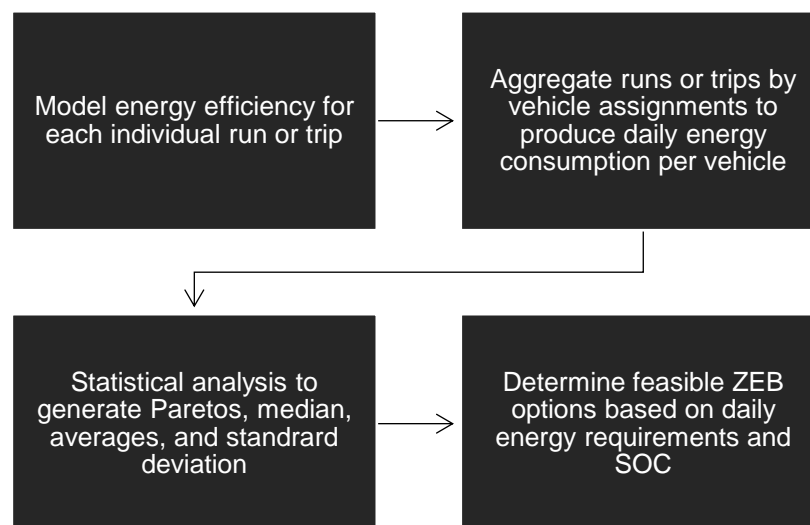 Model energy efficiency for
each individual run or trip
Aggregate runs or trips by
vehicle assignments to
produce daily energy
consumption per vehicle
Statistical analysis to
generate Paretos, median,
averages, and standrard
deviation
Determine feasible ZEB
options based on daily
energy requirements and
SOC